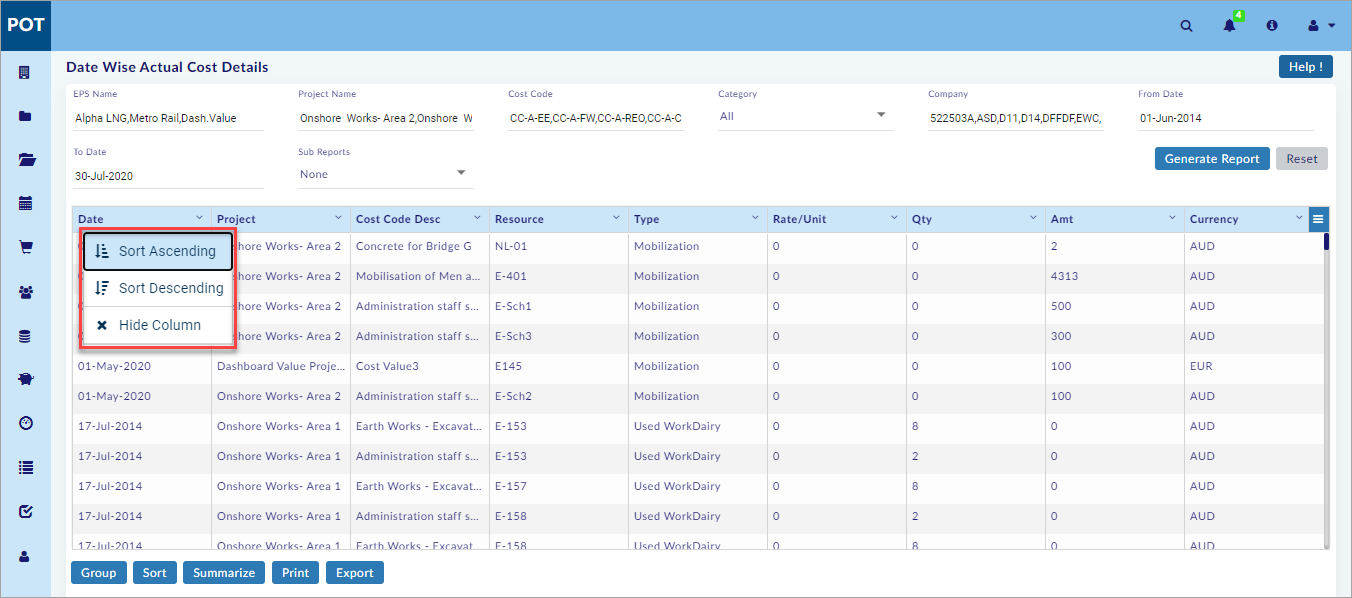 POT
4
Date Wise Actual Cost Details
Help !
EPS Name Project Name Cost Code Category Company From Date
Alpha LNG,Metro Rail,Dash.Value Onshore Works- Area 2,Onshore W CC-A-EE,CC-A-FW,CC-A-REO,CC-A-C All 522503A,ASD,D11,D14,DFFDF,EWC, 01-Jun-2014
To Date Sub Reports
30-Jul-2020 None Generate Report Reset
Date Project Cost Code Desc Resource Type Rate/Unit Qty Amt Currency
Sort Ascending
Sort Descending
Hide Column
shore Works- Area 2 Concrete for Bridge G NL-01 Mobilization 0 0 2 AUD
hore Works- Area 2 Mobilisation of Men a... E-401 Mobilization 0 0 4313 AUD
hore Works- Area 2 Administration staff s... E-Sch1 Mobilization 0 0 500 AUD
hore Works- Area 2 Administration staff s... E-Sch3 Mobilization 0 0 300 AUD
01-May-2020 Dashboard Value Proje... Cost Value3 E145 Mobilization 0 0 100 EUR
01-May-2020 Onshore Works- Area 2 Administration staff s... E-Sch2 Mobilization 0 0 100 AUD
17-Jul-2014 Onshore Works- Area 1 Earth Works - Excavat... E-153 Used WorkDairy 0 8 0 AUD
17-Jul-2014 Onshore Works- Area 1 Administration staff s... E-153 Used WorkDairy 0 2 0 AUD
17-Jul-2014 Onshore Works- Area 1 Earth Works - Excavat... E-157 Used WorkDairy 0 8 0 AUD
17-Jul-2014 Onshore Works- Area 1 Administration staff s... E-158 Used WorkDairy 0 2 0 AUD
17-Jul-2014 Onshore Works- Area 1 Earth Works - Excavat... E-158 Used WorkDairy 0 8 0 AUD
Group Sort Summarize Print Export